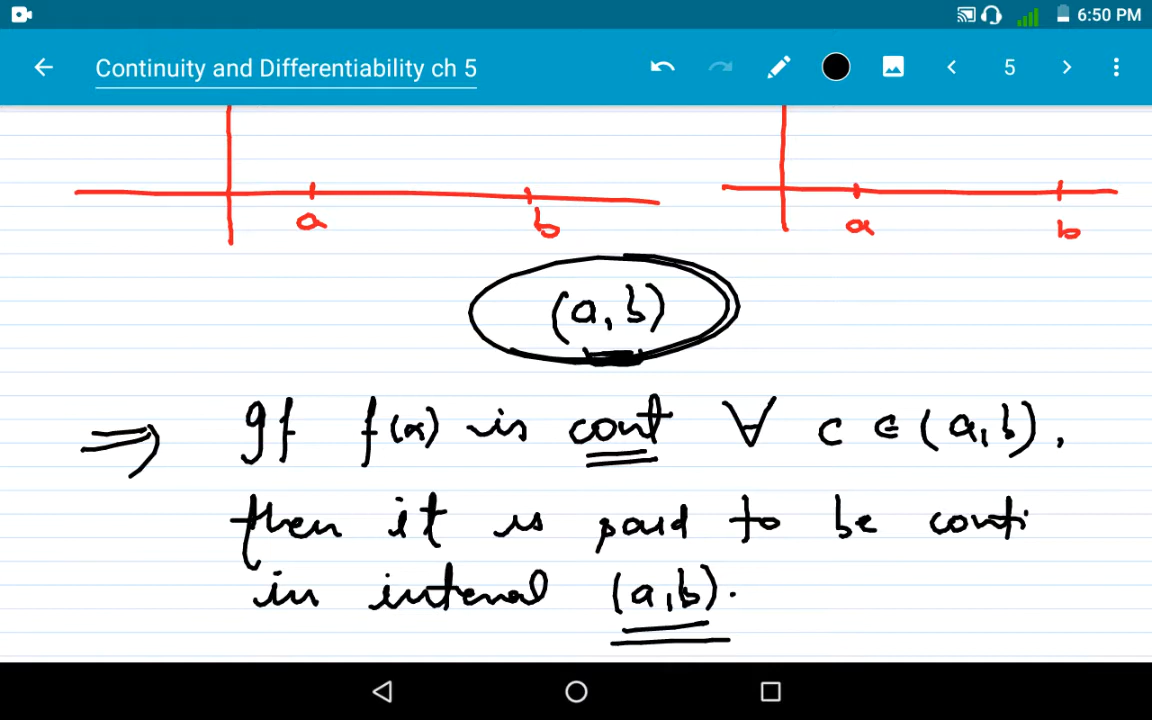 6:50 PM
Continuity and Differentiability ch 5
5
a b a b
(a, b)
⇒ If f(x) is cont ∀ c ∈ (a, b),
then it is said to be conti
in interval (a, b).